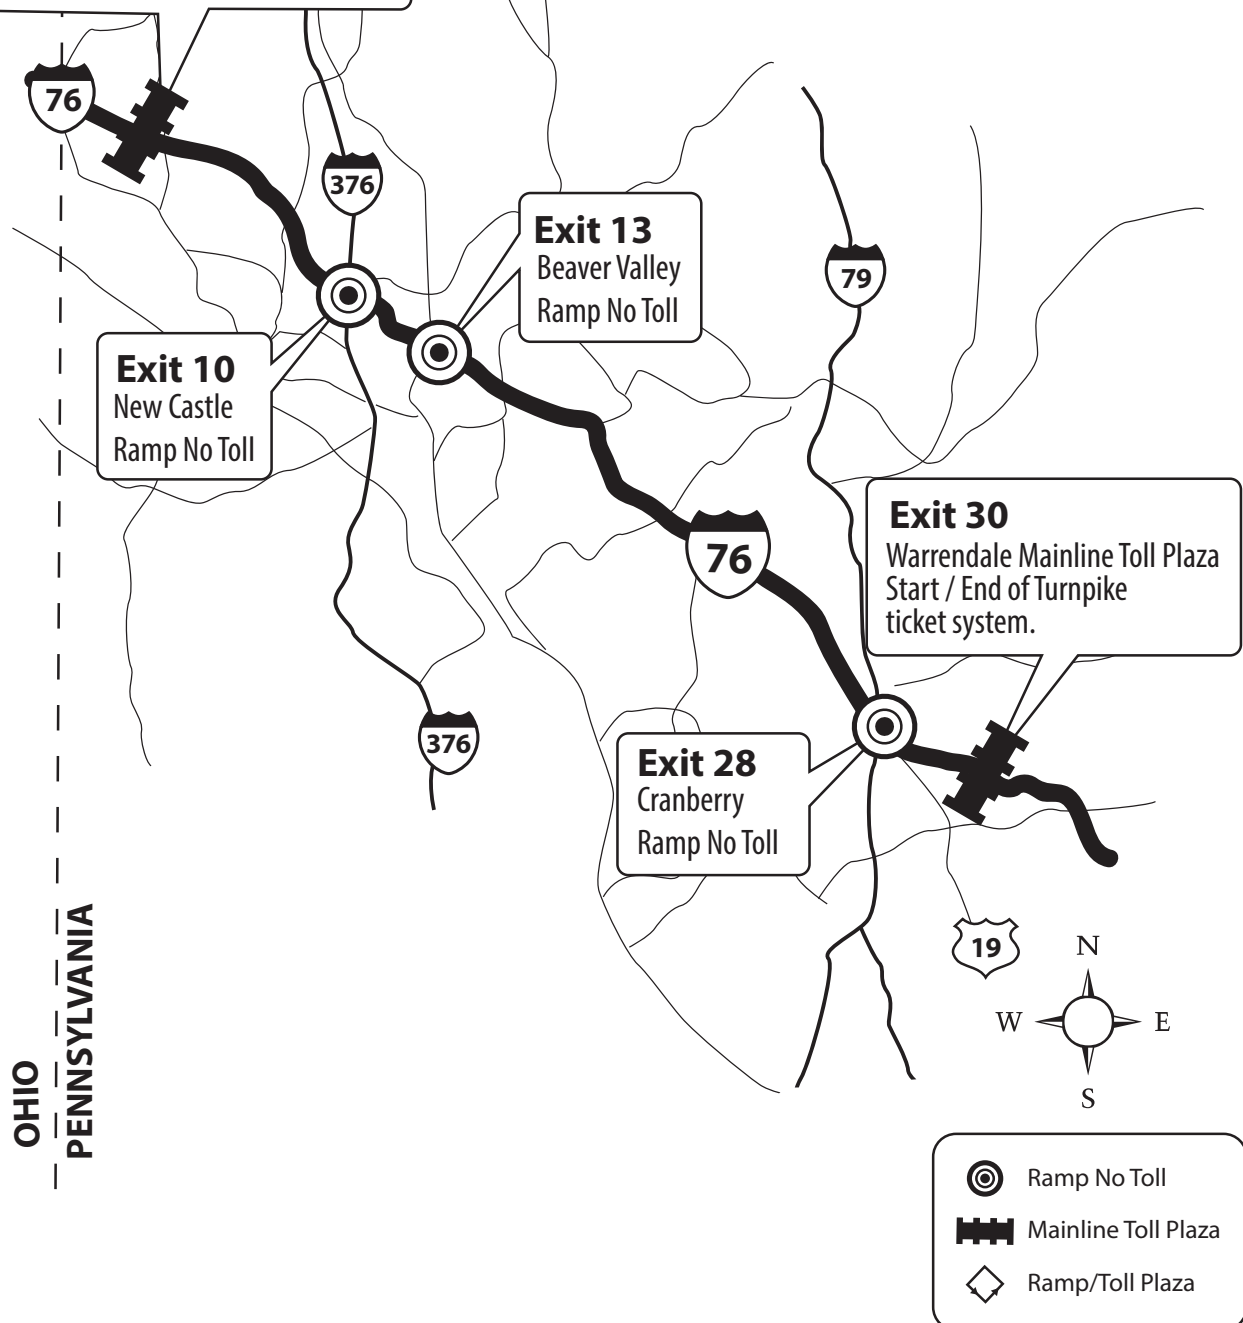 76
376
Exit 13
Beaver Valley
Ramp No Toll
79
Exit 10
New Castle
Ramp No Toll
Exit 30
Warrendale Mainline Toll Plaza
Start / End of Turnpike
ticket system.
76
376
Exit 28
Cranberry
Ramp No Toll
19
N
W
E
S
OHIO
PENNSYLVANIA
Ramp No Toll
Mainline Toll Plaza
Ramp/Toll Plaza